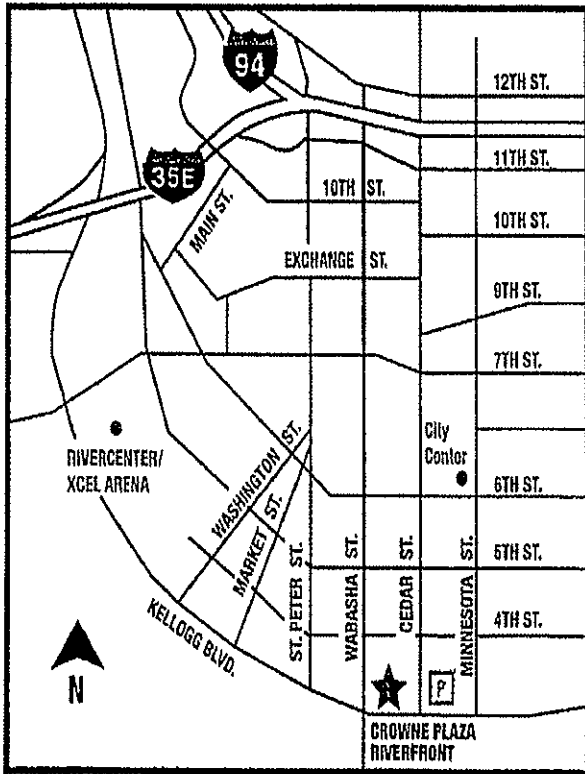 94
12TH ST.
35E
11TH ST.
MAIN ST.
10TH ST.
10TH ST.
EXCHANGE ST.
9TH ST.
7TH ST.
RIVERCENTER/
XCEL ARENA
WASHINGTON ST.
City
Center
6TH ST.
MARKET ST.
ST. PETER ST.
WABASHA ST.
CEDAR ST.
MINNESOTA ST.
5TH ST.
4TH ST.
KELLOGG BLVD.
N
P
CROWNE PLAZA
RIVERFRONT